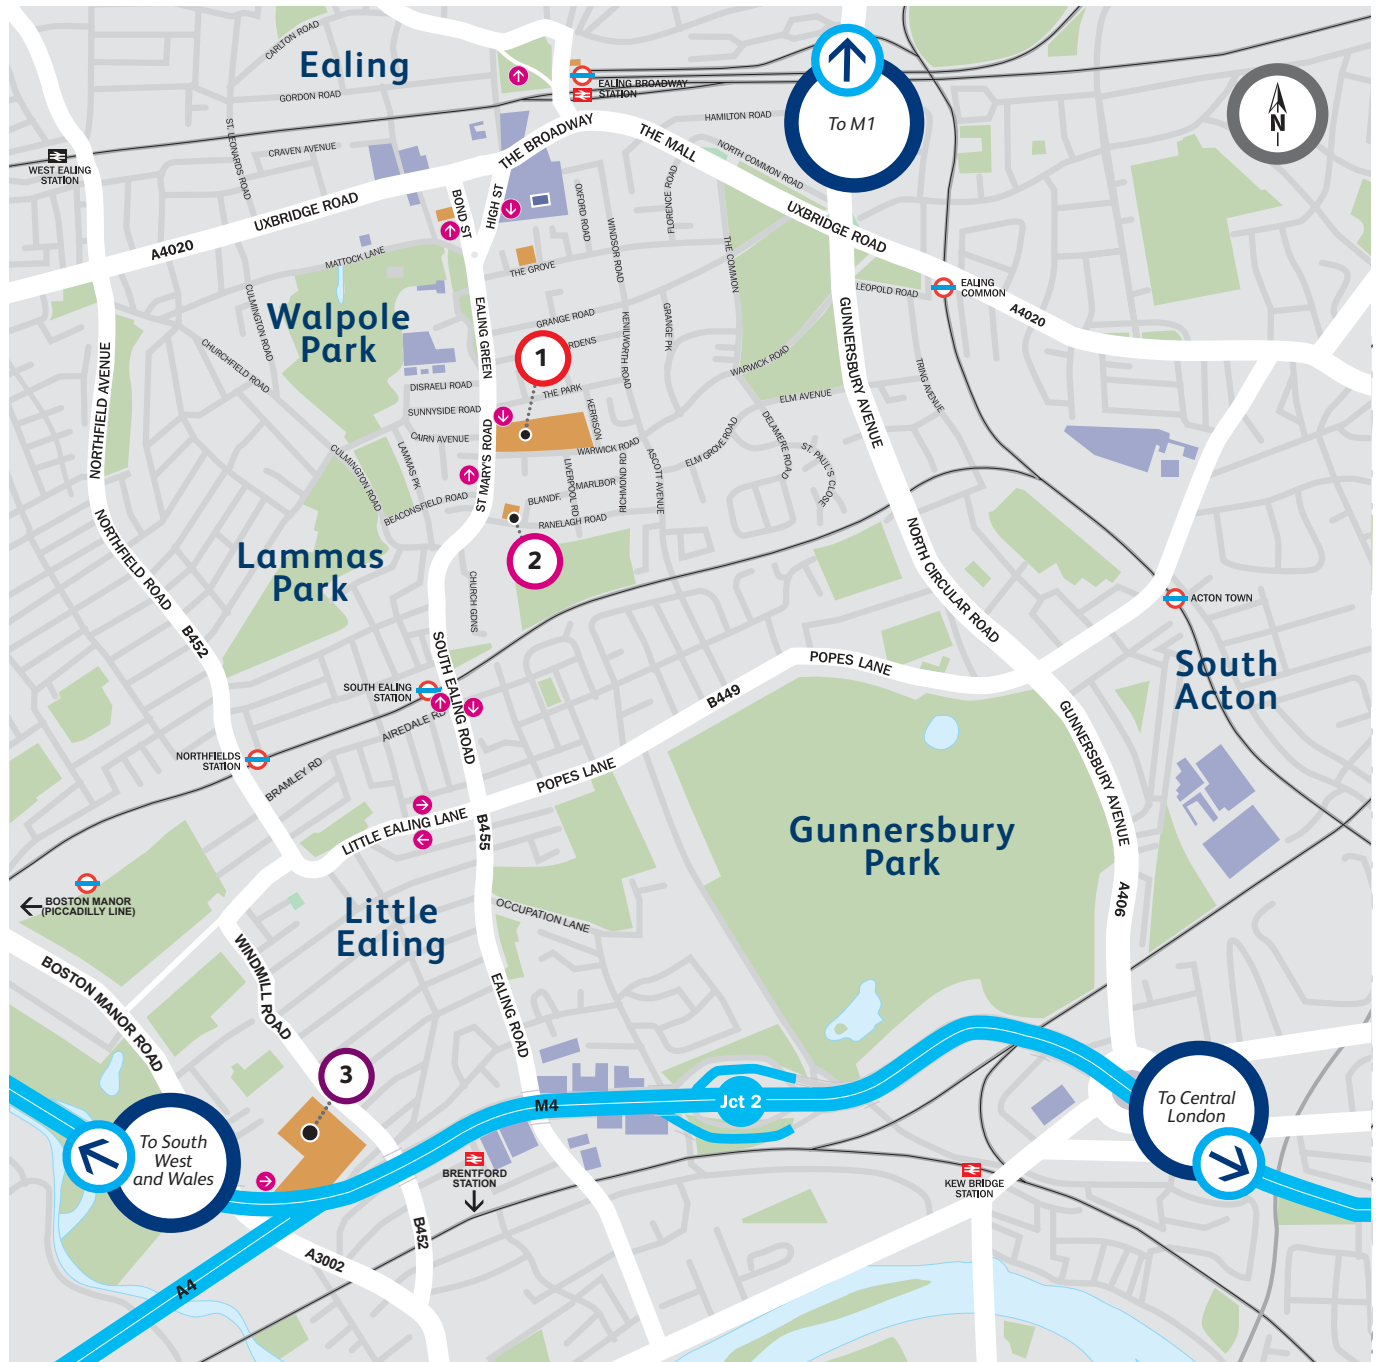 CARLTON ROAD
Ealing
GORDON ROAD
EALING BROADWAY
STATION
To M1
N
HAMILTON ROAD
ST. LEONARDS ROAD
CRAVEN AVENUE
WEST EALING
STATION
THE BROADWAY
THE MALL
NORTH COMMON ROAD
UXBRIDGE ROAD
A4020
BOND ST
HIGH ST
OXFORD ROAD
WINDSOR ROAD
FLORENCE ROAD
UXBRIDGE ROAD
MATTOCK LANE
THE GROVE
THE COMMON
LEOPOLD ROAD
EALING
COMMON
A4020
CULMINGTON ROAD
Walpole
Park
EALING GREEN
GRANGE ROAD
RDENS
KENILWORTH ROAD
GRANGE PK
GUNNERSBURY AVENUE
CHURCHFIELD ROAD
1
WARWICK ROAD
TRING AVENUE
NORTHFIELD AVENUE
DISRAELI ROAD
THE PARK
ELM AVENUE
SUNNYSIDE ROAD
KERRISON
CAIRN AVENUE
ST MARY'S ROAD
WARWICK ROAD
ELM GROVE ROAD
DELAMERE ROAD
ST. PAUL'S CLOSE
CULMINGTON ROAD
LAMMAS PK
LIVERPOOL RD
MARLBOR
RICHMOND RD
ASCOTT AVENUE
BEACONSFIELD ROAD
BLANDF.
RANELAGH ROAD
NORTHFIELD ROAD
Lammas
Park
2
NORTH CIRCULAR ROAD
CHURCH GDNS
ACTON TOWN
B452
SOUTH EALING ROAD
POPES LANE
South
Acton
SOUTH EALING
STATION
B449
AIREDALE RD
GUNNERSBURY AVENUE
NORTHFIELDS
STATION
BRAMLEY RD
POPES LANE
LITTLE EALING LANE
B455
Gunnersbury
Park
BOSTON MANOR
(PICCADILLY LINE)
Little
Ealing
OCCUPATION LANE
A406
WINDMILL ROAD
BOSTON MANOR ROAD
EALING ROAD
3
M4
Jct 2
To Central
London
To South
West
and Wales
BRENTFORD
STATION
KEW BRIDGE
STATION
B452
A3002
A4